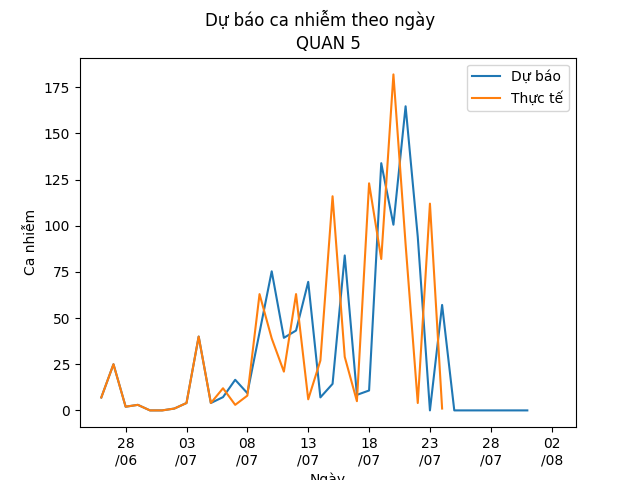 Dự báo ca nhiễm theo ngày
QUAN 5
Dự báo
Thực tế
Ca nhiễm
175
150
125
100
75
50
25
0
28 03 08 13 18 23 28 02
/06 /07 /07 /07 /07 /07 /07 /08
Ngày